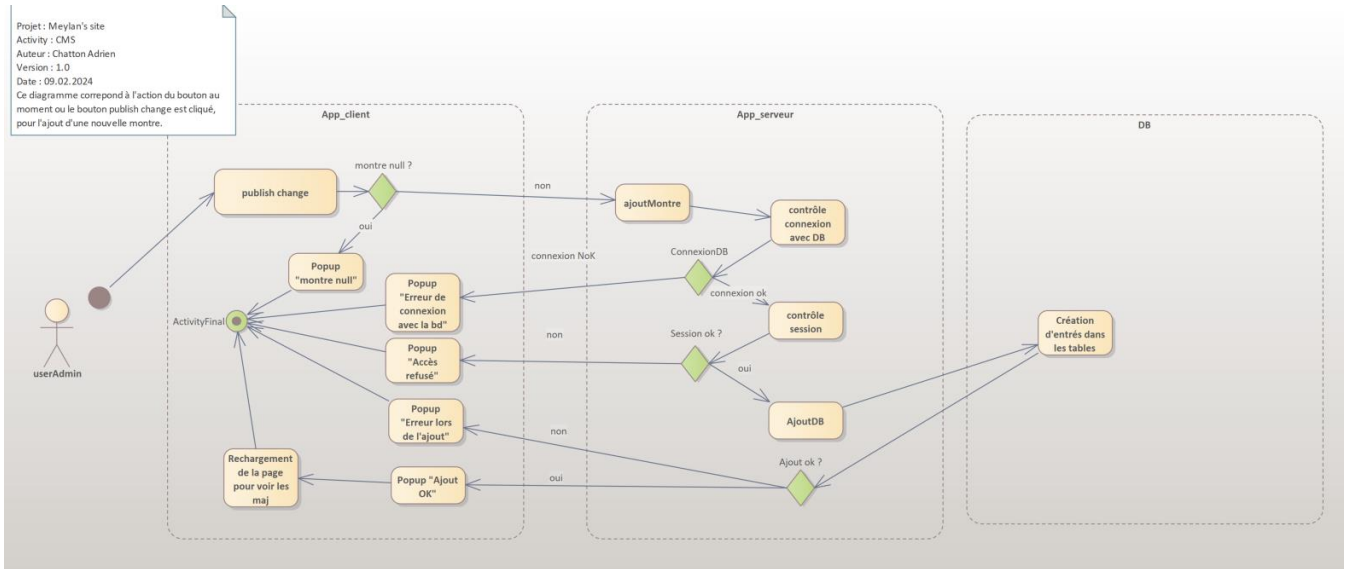 Projet : Meylan's site
Activity : CMS
Auteur : Chatton Adrien
Version : 1.0
Date : 09.02.2024
Ce diagramme correpond à l'action du bouton au
moment ou le bouton publish change est cliqué,
pour l'ajout d'une nouvelle montre.
App_client
App_serveur
DB
montre null ?
publish change
non
ajoutMontre
contrôle
connexion
avec DB
oui
Popup
"montre null"
connexion NoK
ConnexionDB
Popup
"Erreur de
connexion
avec la bd"
connexion ok
contrôle
session
ActivityFinal
userAdmin
Popup
"Accès
refusé"
non
Session ok ?
oui
Création
d'entrés dans
les tables
Popup
"Erreur lors
de l'ajout"
non
AjoutDB
Rechargement
de la page
pour voir les
maj
Popup "Ajout
OK"
oui
Ajout ok ?